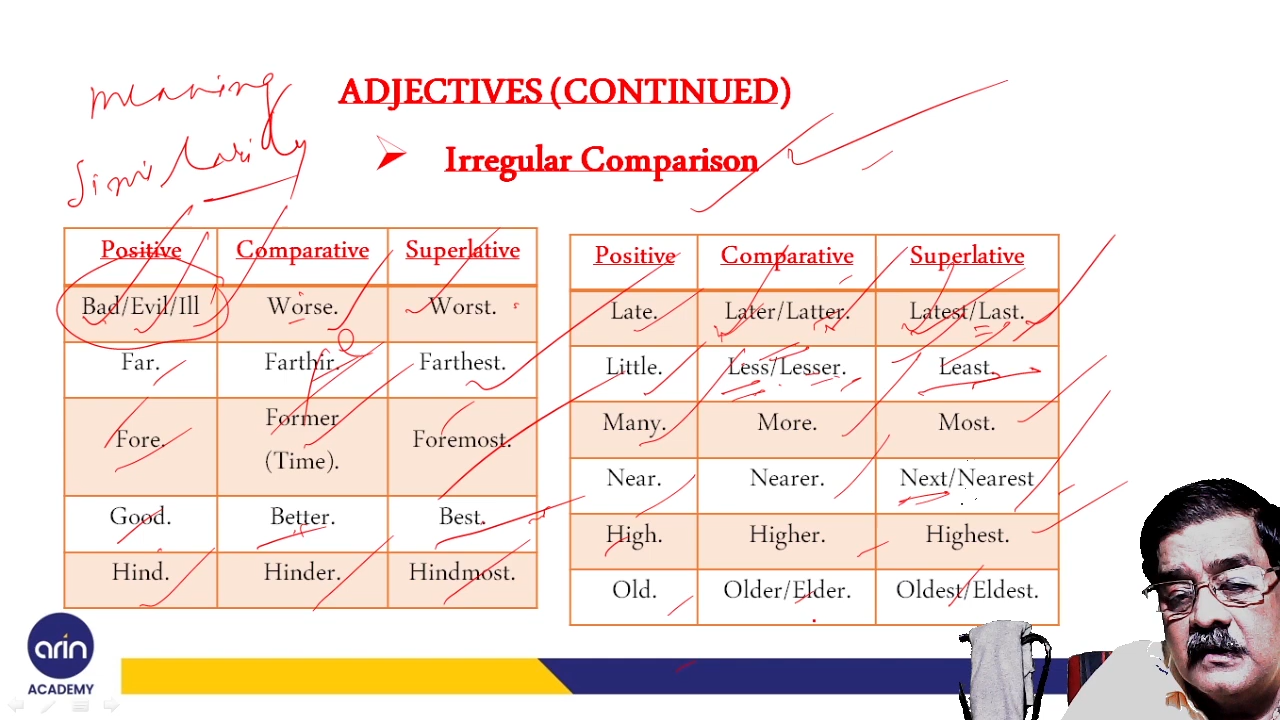 meaning
Similarity
ADJECTIVES (CONTINUED)
Irregular Comparison
Positive Comparative Superlative
Bad/Evil/Ill Worse. Worst.
Far. Farthir. Farthest.
e
Fore. Former (Time). Foremost.
Good. Better. Best.
Hind. Hinder. Hindmost.
Positive Comparative Superlative
Late. Later/Latter. Latest/Last.
Little. Less/Lesser. Least.
Many. More. Most.
Near. Nearer. Next/Nearest
High. Higher. Highest.
Old. Older/Elder. Oldest/Eldest.
arin
ACADEMY